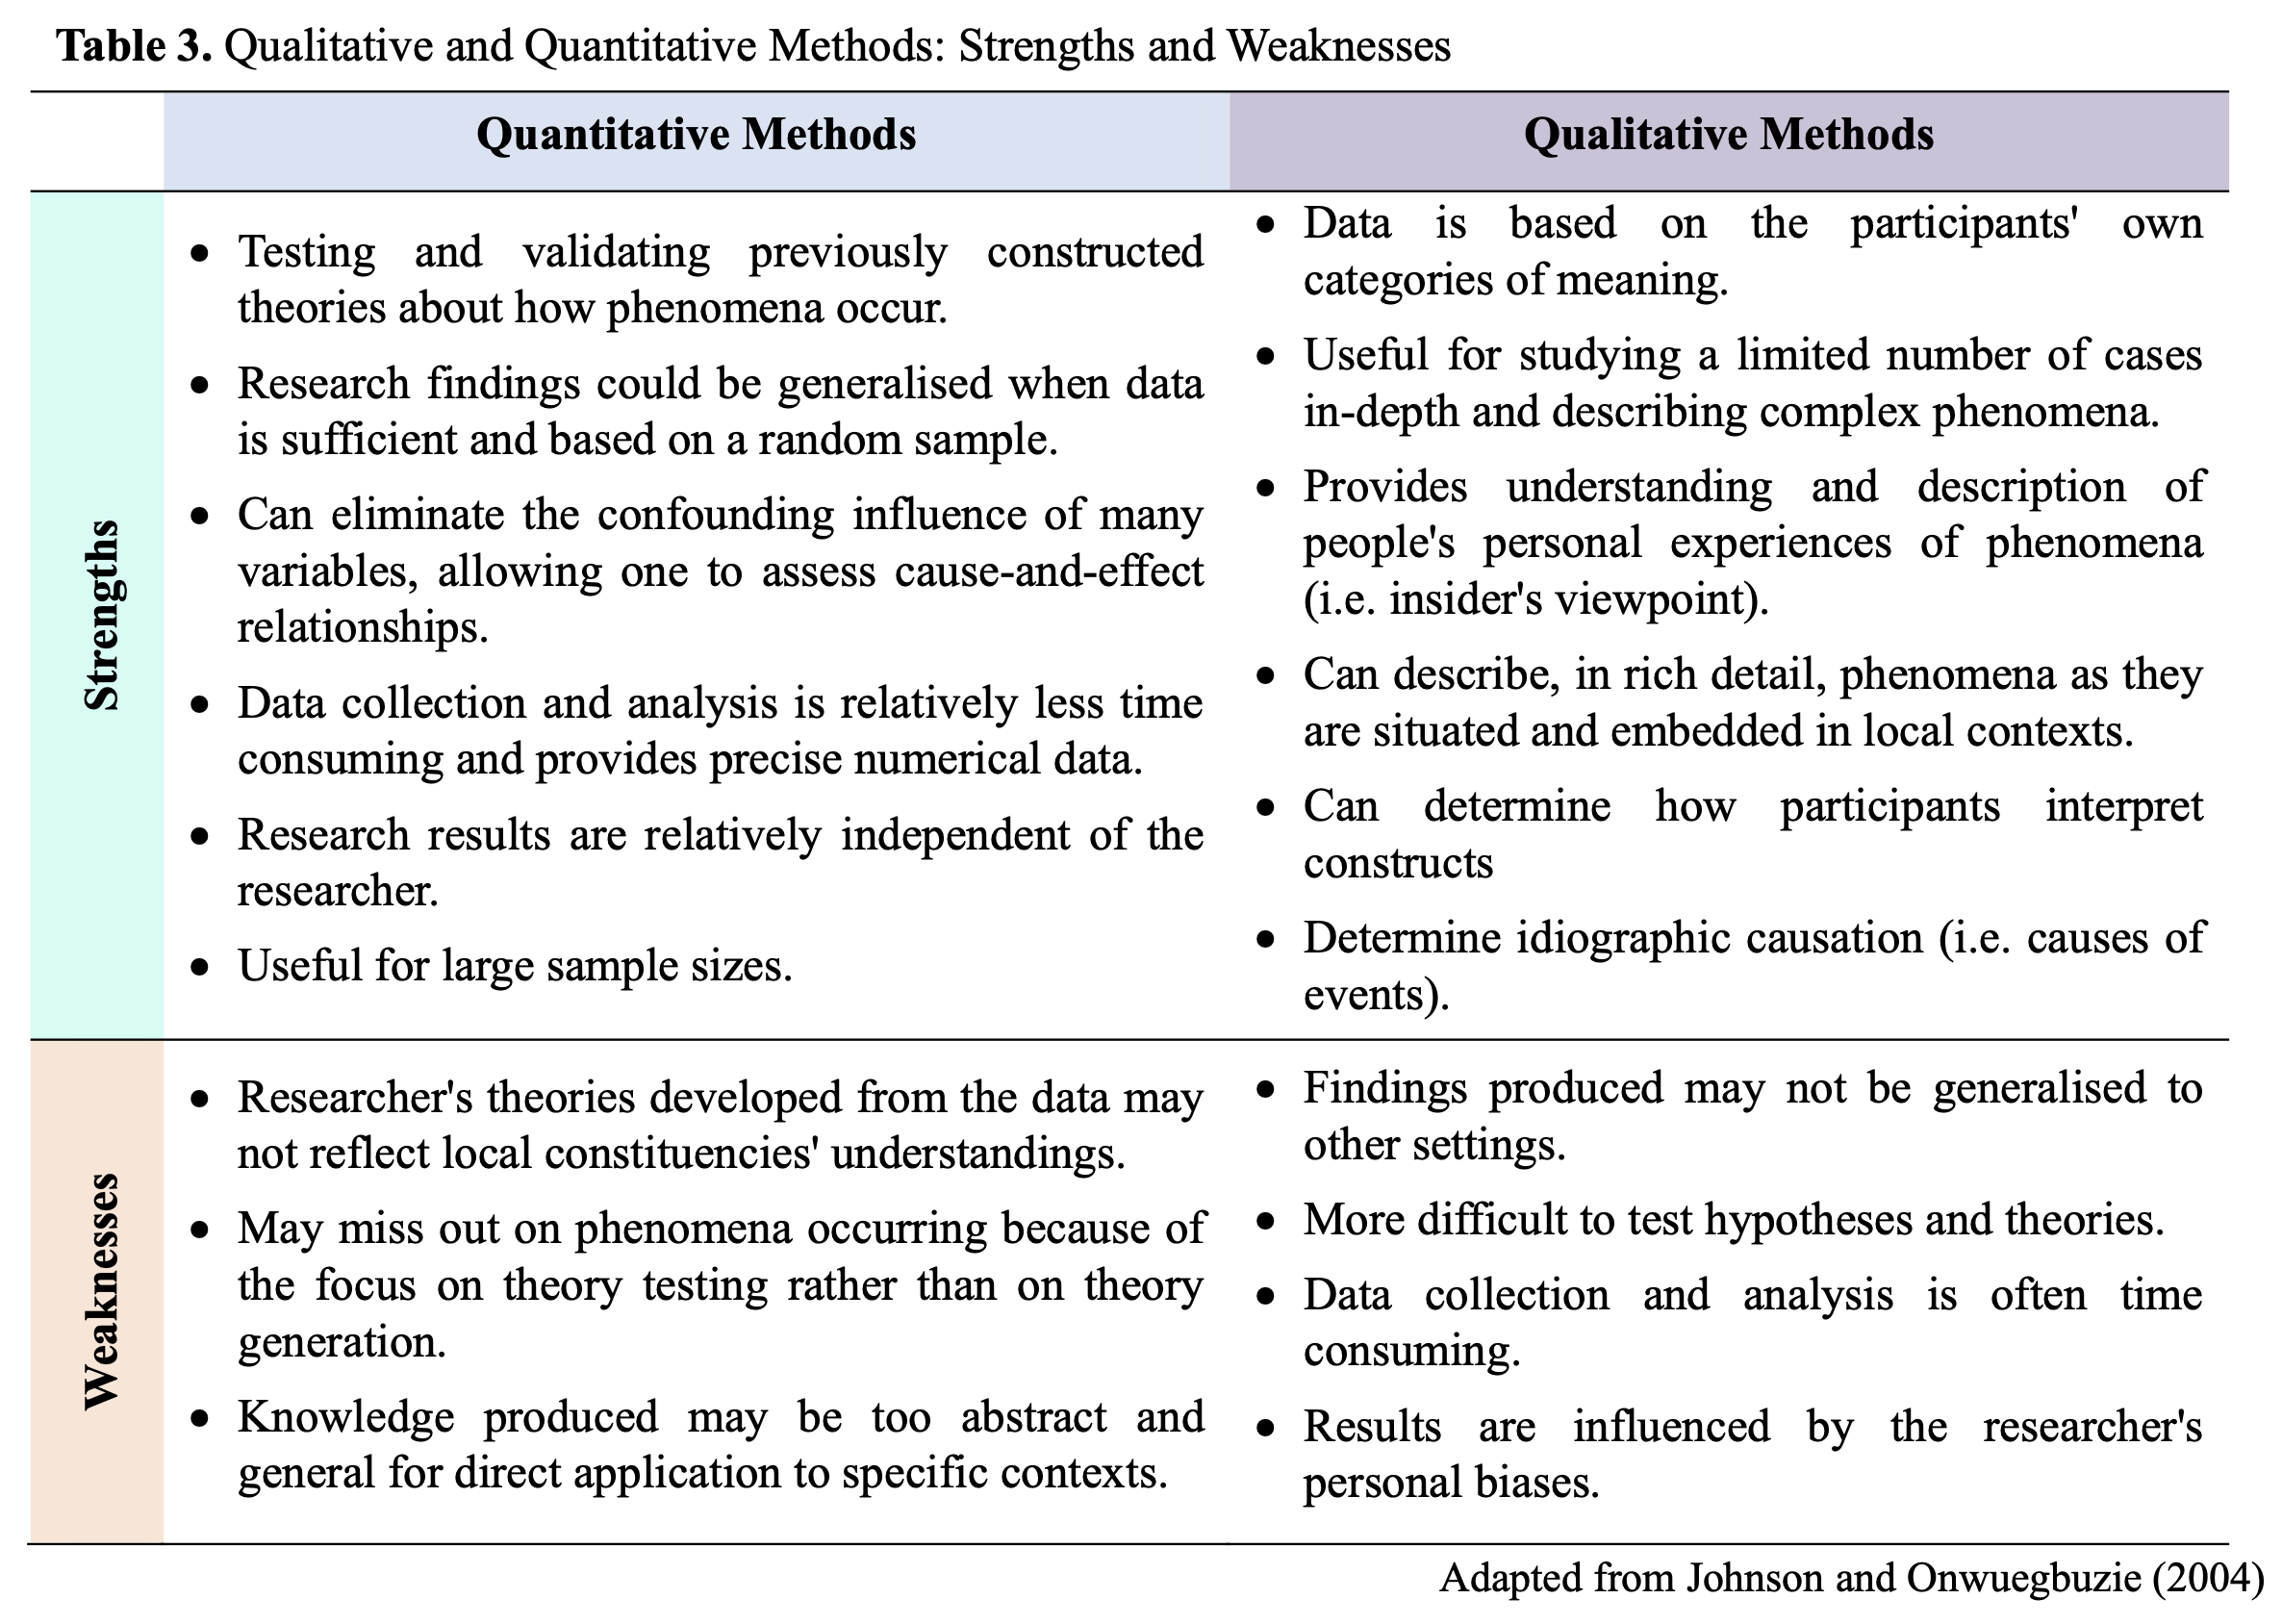 Table 3. Qualitative and Quantitative Methods: Strengths and Weaknesses
Quantitative Methods
Qualitative Methods
Strengths
● Testing and validating previously constructed
theories about how phenomena occur.
● Research findings could be generalised when data
is sufficient and based on a random sample.
● Can eliminate the confounding influence of many
variables, allowing one to assess cause-and-effect
relationships.
● Data collection and analysis is relatively less time
consuming and provides precise numerical data.
● Research results are relatively independent of the
researcher.
● Useful for large sample sizes.
● Data is based on the participants' own
categories of meaning.
● Useful for studying a limited number of cases
in-depth and describing complex phenomena.
● Provides understanding and description of
people's personal experiences of phenomena
(i.e. insider's viewpoint).
● Can describe, in rich detail, phenomena as they
are situated and embedded in local contexts.
● Can determine how participants interpret
constructs
● Determine idiographic causation (i.e. causes of
events).
Weaknesses
● Researcher's theories developed from the data may
not reflect local constituencies' understandings.
● May miss out on phenomena occurring because of
the focus on theory testing rather than on theory
generation.
● Knowledge produced may be too abstract and
general for direct application to specific contexts.
● Findings produced may not be generalised to
other settings.
● More difficult to test hypotheses and theories.
● Data collection and analysis is often time
consuming.
● Results are influenced by the researcher's
personal biases.
Adapted from Johnson and Onwuegbuzie (2004)